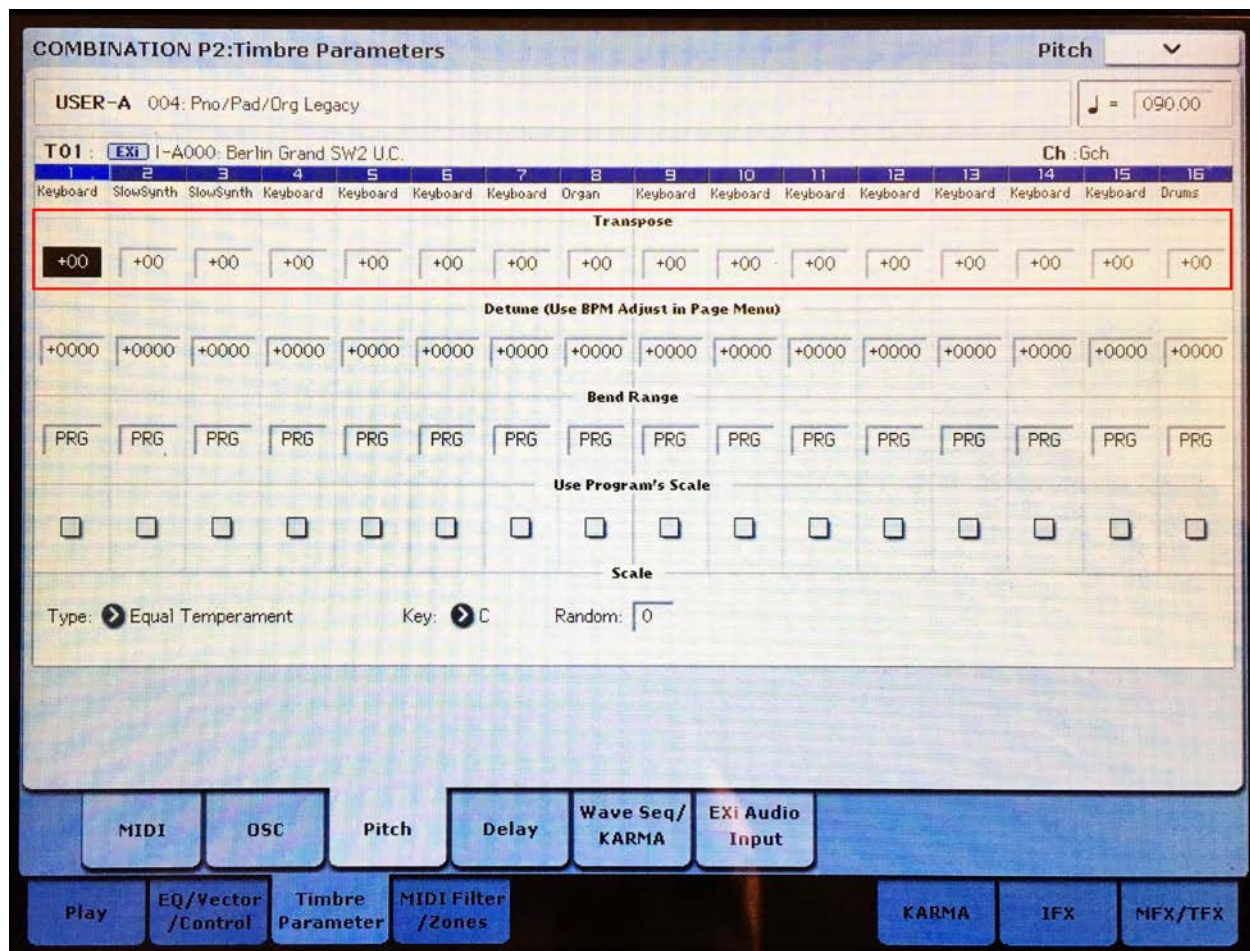 COMBINATION P2:Timbre Parameters Pitch
USER-A 004: Pno/Pad/Org Legacy ♩ = 090.00
T01 : EXi I-A000: Berlin Grand SW2 U.C. Ch :Gch
1 2 3 4 5 6 7 8 9 10 11 12 13 14 15 16
Keyboard SlowSynth SlowSynth Keyboard Keyboard Keyboard Keyboard Organ Keyboard Keyboard Keyboard Keyboard Keyboard Keyboard Keyboard Drums
Transpose
+00 +00 +00 +00 +00 +00 +00 +00 +00 +00 +00 +00 +00 +00 +00 +00
Detune (Use BPM Adjust in Page Menu)
+0000 +0000 +0000 +0000 +0000 +0000 +0000 +0000 +0000 +0000 +0000 +0000 +0000 +0000 +0000 +0000
Bend Range
PRG PRG PRG PRG PRG PRG PRG PRG PRG PRG PRG PRG PRG PRG PRG PRG
Use Program's Scale
Scale
Type: Equal Temperament Key: C Random: 0
MIDI OSC Pitch Delay Wave Seq/ KARMA EXi Audio Input
Play EQ/Vector /Control Timbre Parameter MIDI Filter /Zones KARMA IFX MFX/TFX